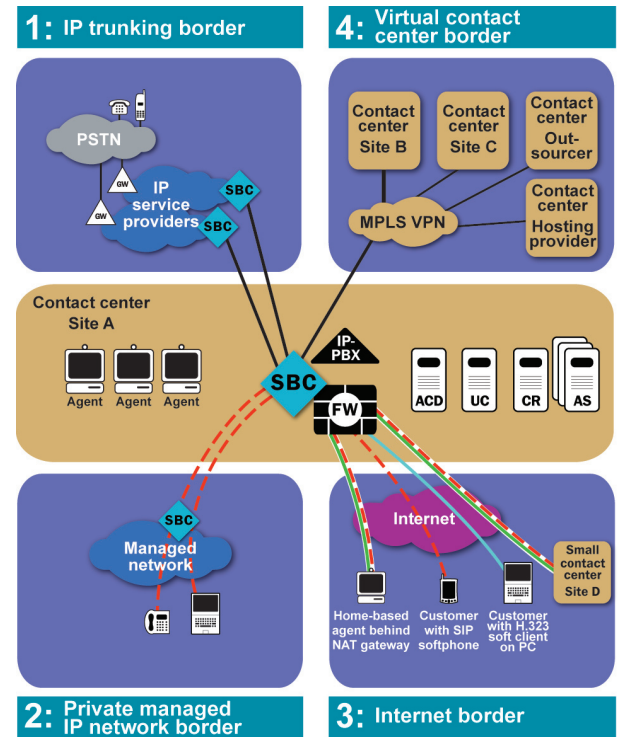 1: IP trunking border
PSTN
GW
GW
IP
service
providers
SBC
SBC
4: Virtual contact
center border
Contact
center
Site B
Contact
center
Site C
Contact
center
Out-
sourcer
Contact
center
Hosting
provider
MPLS VPN
Contact center
Site A
Agent
Agent
Agent
SBC
IP-
PBX
FW
ACD
UC
CR
AS
SBC
Managed
network
2: Private managed
IP network border
Internet
Home-based
agent behind
NAT gateway
Customer
with SIP
softphone
Customer
with H.323
soft client
on PC
Small
contact
center
Site D
3: Internet border